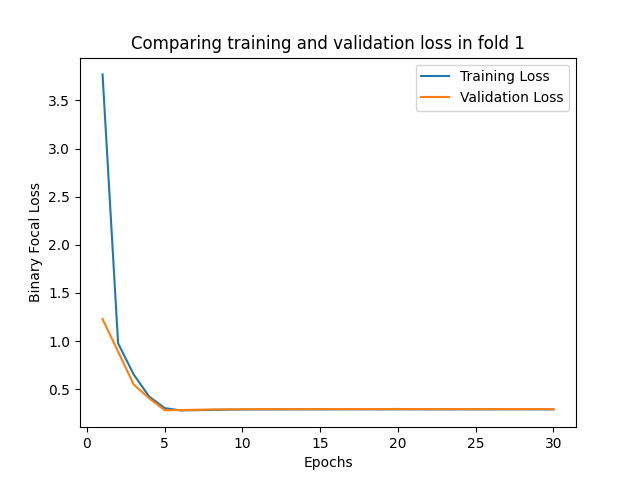 Comparing training and validation loss in fold 1
Training Loss
Validation Loss
Binary Focal Loss
3.5
3.0
2.5
2.0
1.5
1.0
0.5
0 5 10 15 20 25 30
Epochs